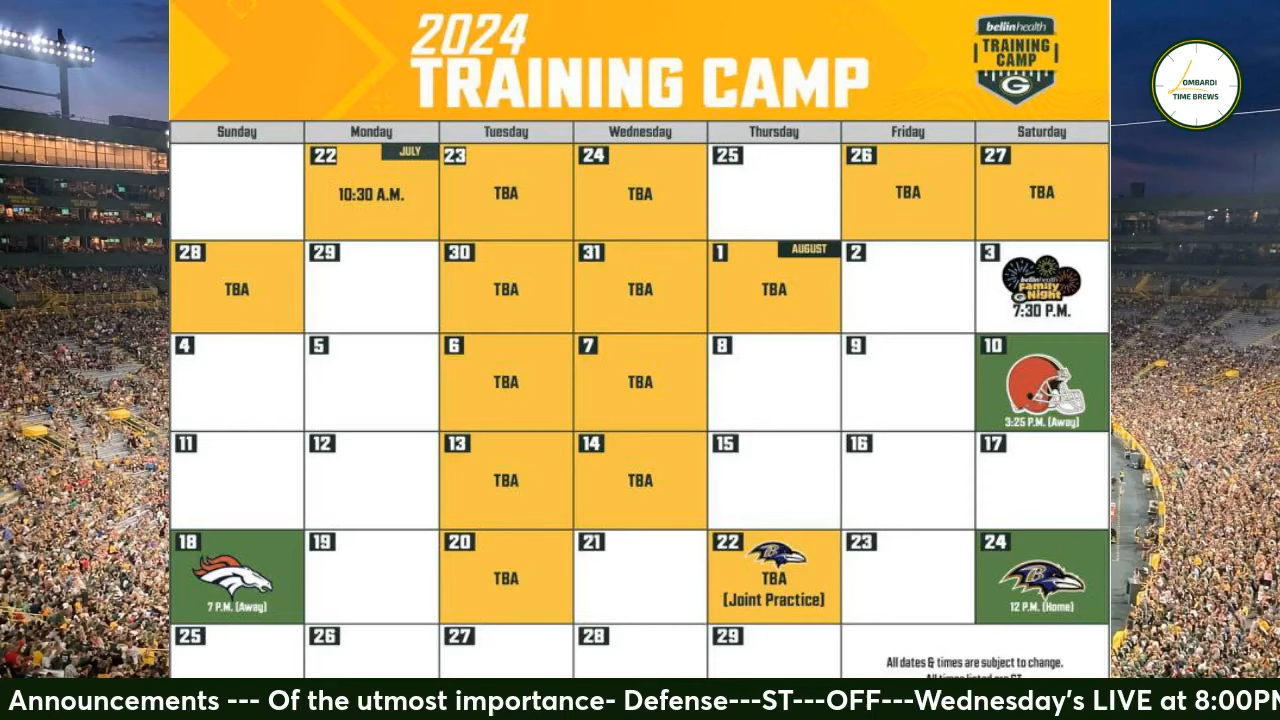 2024
TRAINING CAMP
bellinhealth
TRAINING
CAMP
G
LOMBARDI
TIME BREWS
Sunday Monday Tuesday Wednesday Thursday Friday Saturday
22 JULY 23 24 25 26 27
10:30 A.M. TBA TBA TBA TBA
28 29 30 31 1 AUGUST 2 3
bellinhealth
Family
Night
TBA TBA TBA TBA 7:30 P.M.
4 5 6 7 8 9 10
TBA TBA
3:25 P.M. (Away)
11 12 13 14 15 16 17
TBA TBA
18 19 20 21 22 23 24
B B
TBA TBA
7 P.M. (Away) (Joint Practice) 12 P.M. (Home)
25 26 27 28 29
All dates & times are subject to change.
Announcements --- Of the utmost importance- Defense---ST---OFF---Wednesday's LIVE at 8:00PM